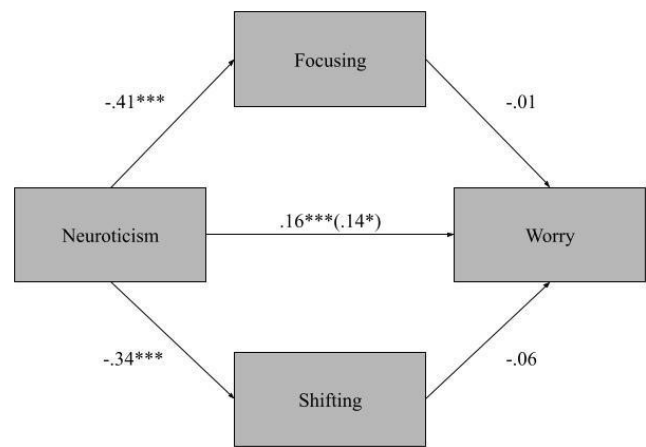 Focusing
-.41***
-.01
Neuroticism
.16***(.14*)
Worry
-.34***
-.06
Shifting